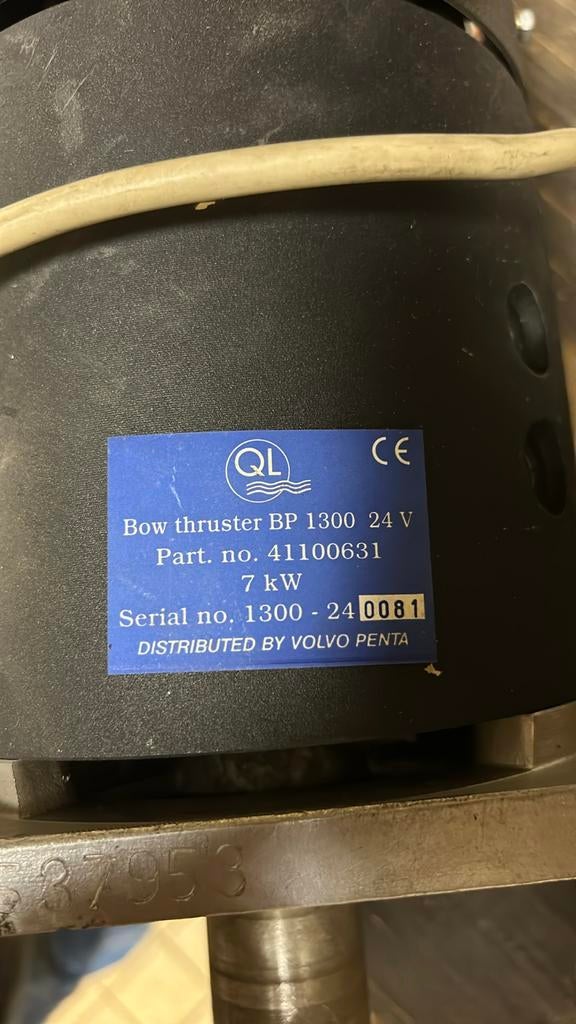 QL
CE
Bow thruster BP 1300 24 V
Part. no. 41100631
7 kW
Serial no. 1300 - 24 0081
DISTRIBUTED BY VOLVO PENTA
37953